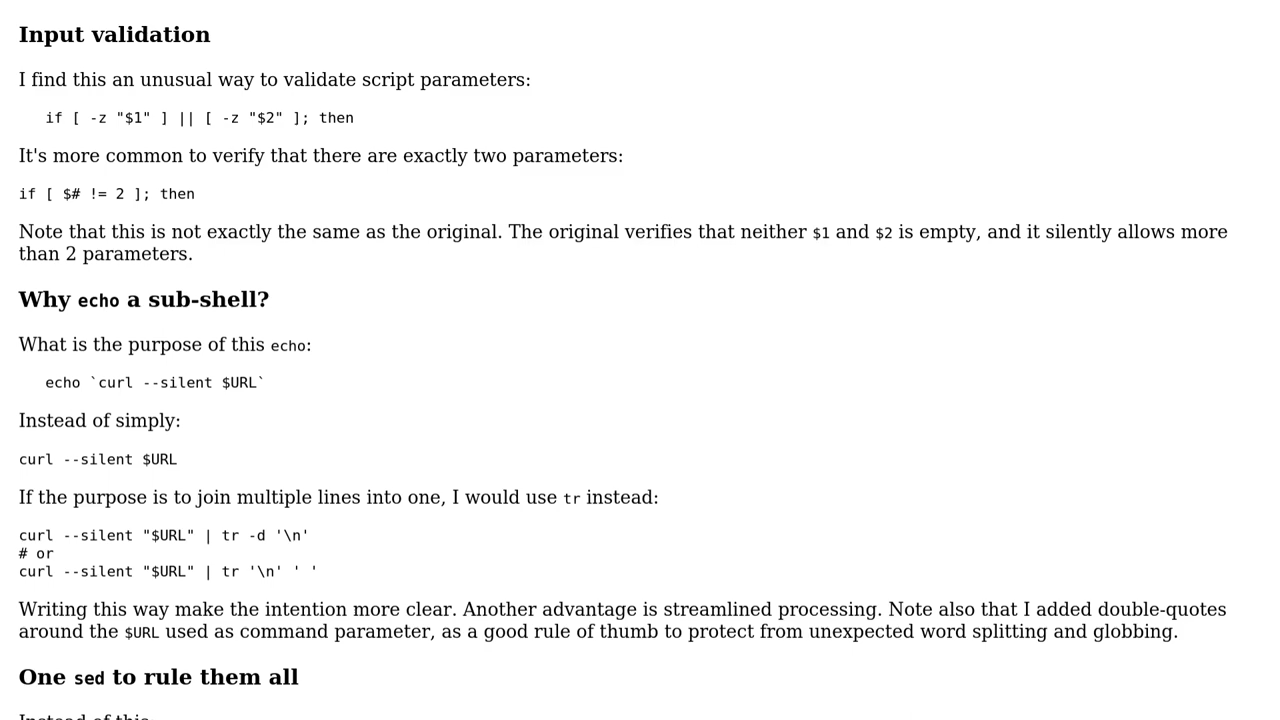 Input validation
I find this an unusual way to validate script parameters:
if [ -z "$1" ] || [ -z "$2" ]; then
It's more common to verify that there are exactly two parameters:
if [ $# != 2 ]; then
Note that this is not exactly the same as the original. The original verifies that neither $1 and $2 is empty, and it silently allows more
than 2 parameters.
Why echo a sub-shell?
What is the purpose of this echo:
echo `curl --silent $URL`
Instead of simply:
curl --silent $URL
If the purpose is to join multiple lines into one, I would use tr instead:
curl --silent "$URL" | tr -d '\n'
# or
curl --silent "$URL" | tr '\n' ' '
Writing this way make the intention more clear. Another advantage is streamlined processing. Note also that I added double-quotes
around the $URL used as command parameter, as a good rule of thumb to protect from unexpected word splitting and globbing.
One sed to rule them all
Instead of this: